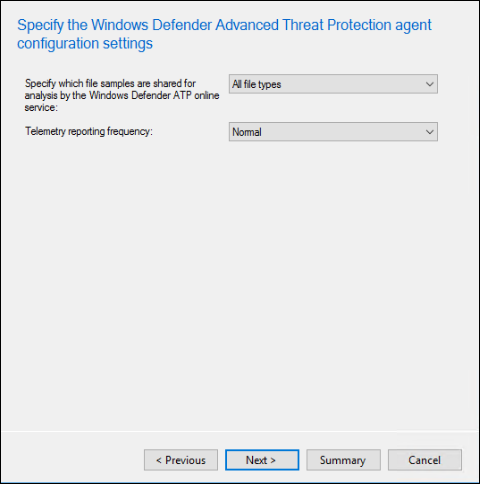 Specify the Windows Defender Advanced Threat Protection agent
configuration settings
Specify which file samples are shared for
analysis by the Windows Defender ATP online
service:
All file types
Telemetry reporting frequency:
Normal
< Previous
Next >
Summary
Cancel